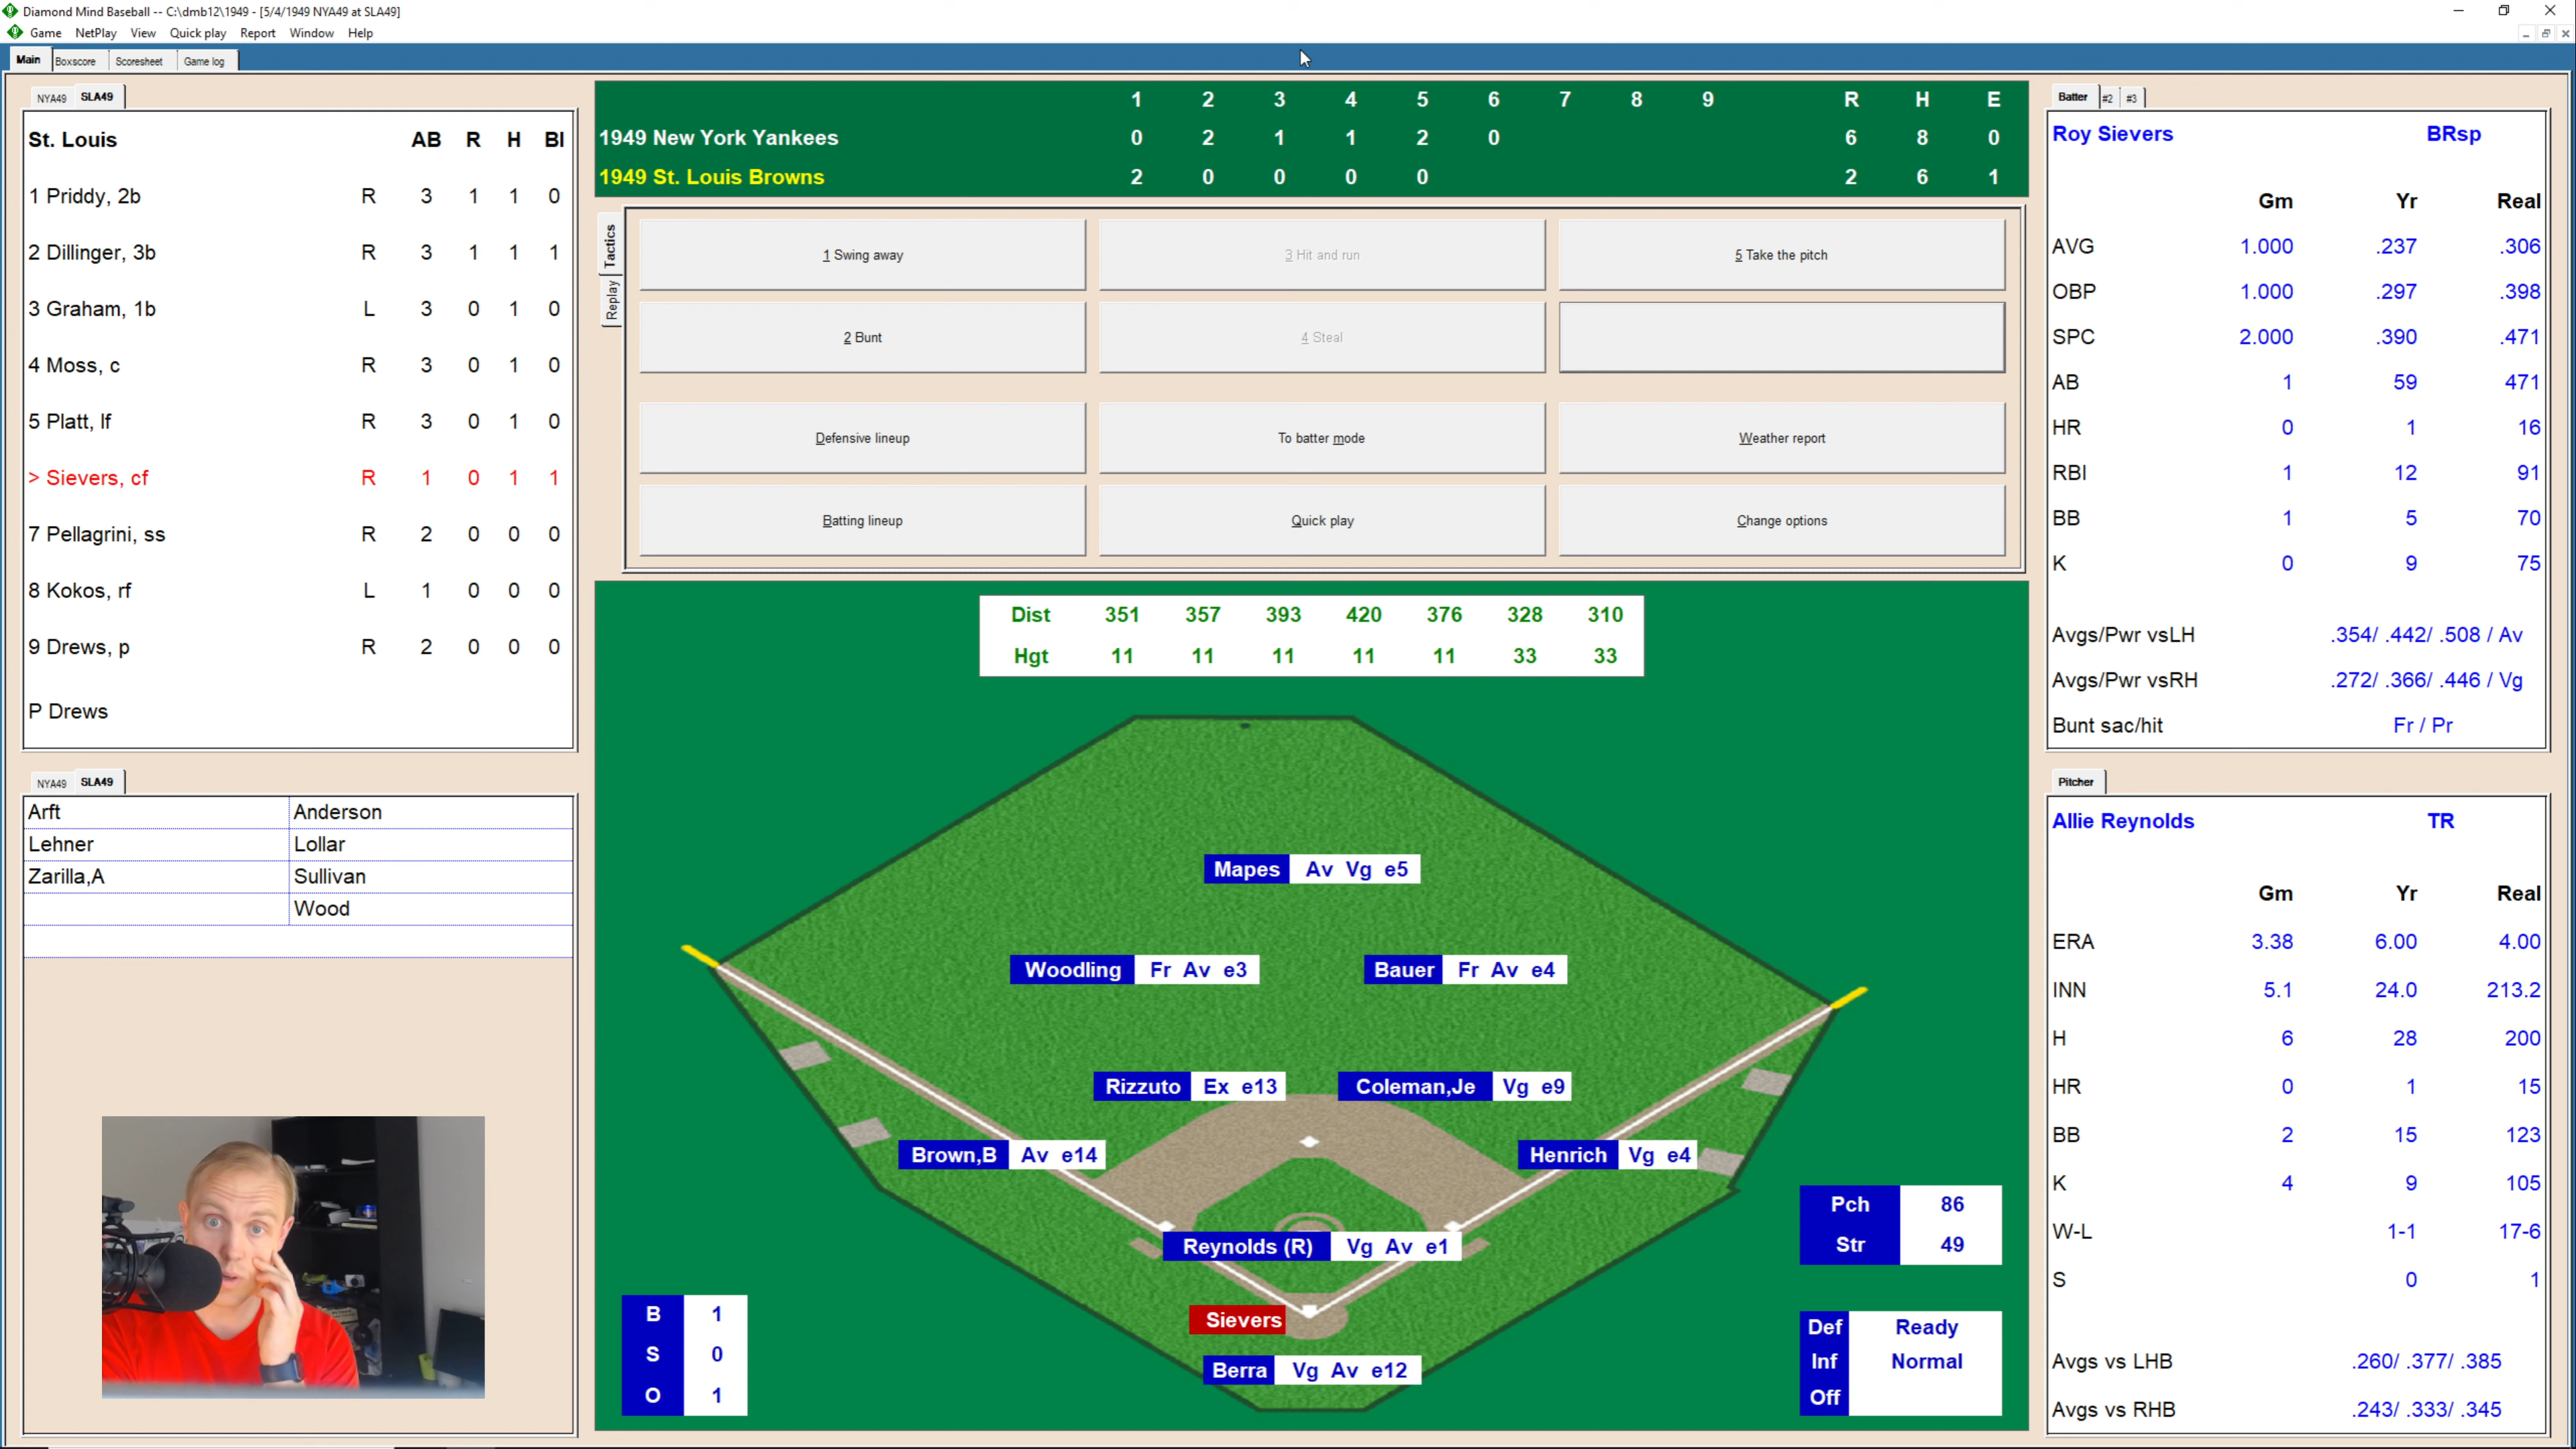 Diamond Mind Baseball -- C:\dmb12\1949 - [5/4/1949 NYA49 at SLA49]
Game NetPlay View Quick play Report Window Help
Main Boxscore Scoresheet Game log
NYA49 SLA49
St. Louis AB R H BI
1 Priddy, 2b R 3 1 1 0
2 Dillinger, 3b R 3 1 1 1
3 Graham, 1b L 3 0 1 0
4 Moss, c R 3 0 1 0
5 Platt, lf R 3 0 1 0
> Sievers, cf R 1 0 1 1
7 Pellagrini, ss R 2 0 0 0
8 Kokos, rf L 1 0 0 0
9 Drews, p R 2 0 0 0
P Drews
NYA49 SLA49
Arft Anderson
Lehner Lollar
Zarilla,A Sullivan
Wood
1 2 3 4 5 6 7 8 9 R H E
1949 New York Yankees 0 2 1 1 2 0 6 8 0
1949 St. Louis Browns 2 0 0 0 0 2 6 1
Tactics
Replay
1 Swing away 3 Hit and run 5 Take the pitch
2 Bunt 4 Steal
Defensive lineup To batter mode Weather report
Batting lineup Quick play Change options
Dist 351 357 393 420 376 328 310
Hgt 11 11 11 11 11 33 33
Mapes Av Vg e5
Woodling Fr Av e3 Bauer Fr Av e4
Rizzuto Ex e13 Coleman,Je Vg e9
Brown,B Av e14 Henrich Vg e4
Reynolds (R) Vg Av e1
Sievers
Berra Vg Av e12
B 1
S 0
O 1
Pch 86
Str 49
Def Ready
Inf Normal
Off
Batter #2 #3
Roy Sievers BRsp
Gm Yr Real
AVG 1.000 .237 .306
OBP 1.000 .297 .398
SPC 2.000 .390 .471
AB 1 59 471
HR 0 1 16
RBI 1 12 91
BB 1 5 70
K 0 9 75
Avgs/Pwr vsLH .354/ .442/ .508 / Av
Avgs/Pwr vsRH .272/ .366/ .446 / Vg
Bunt sac/hit Fr / Pr
Pitcher
Allie Reynolds TR
Gm Yr Real
ERA 3.38 6.00 4.00
INN 5.1 24.0 213.2
H 6 28 200
HR 0 1 15
BB 2 15 123
K 4 9 105
W-L 1-1 17-6
S 0 1
Avgs vs LHB .260/ .377/ .385
Avgs vs RHB .243/ .333/ .345